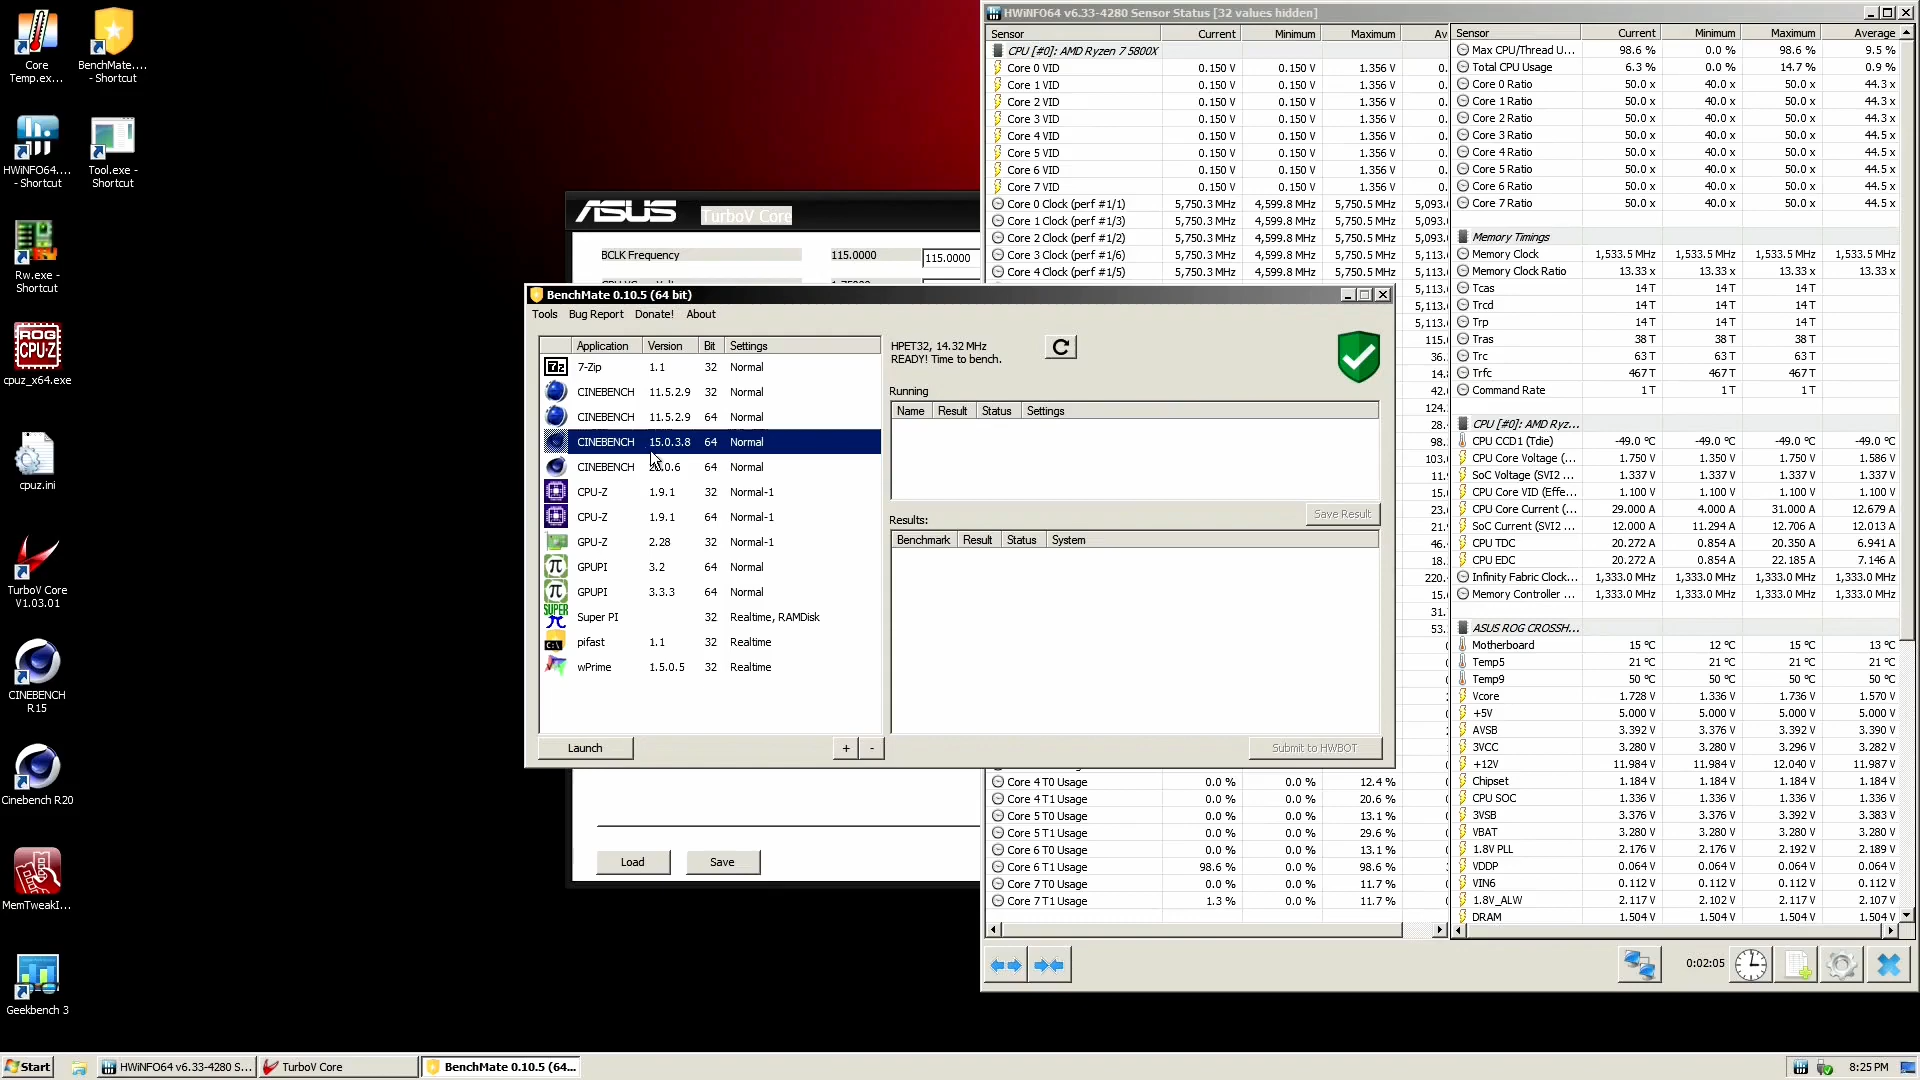 Core
Temp.ex...
BenchMate....
- Shortcut
HWiNFO64....
- Shortcut
Tool.exe -
Shortcut
Rw.exe -
Shortcut
ROG
CPU-Z
cpuz_x64.exe
cpuz.ini
TurboV Core
V1.03.01
CINEBENCH
R15
Cinebench R20
MemTweakI...
Geekbench 3
ASUS TurboV Core
BCLK Frequency 115.0000 115.0000
Load Save
BenchMate 0.10.5 (64 bit)
Tools Bug Report Donate! About
Application Version Bit Settings
7-Zip 1.1 32 Normal
CINEBENCH 11.5.2.9 32 Normal
CINEBENCH 11.5.2.9 64 Normal
CINEBENCH 15.0.3.8 64 Normal
CINEBENCH 64 Normal
CPU-Z 1.9.1 32 Normal-1
CPU-Z 1.9.1 64 Normal-1
GPU-Z 2.28 32 Normal-1
GPUPI 3.2 64 Normal
GPUPI 3.3.3 64 Normal
Super PI 32 Realtime, RAMDisk
pifast 1.1 32 Realtime
wPrime 1.5.0.5 32 Realtime
Launch + -
HPET32, 14.32 MHz
READY! Time to bench.
Running
Name Result Status Settings
Save Result
Results:
Benchmark Result Status System
Submit to HWBOT
HWiNFO64 v6.33-4280 Sensor Status [32 values hidden]
Sensor Current Minimum Maximum Av
CPU [#0]: AMD Ryzen 7 5800X
Core 0 VID 0.150 V 0.150 V 1.356 V 0.
Core 1 VID 0.150 V 0.150 V 1.356 V 0.
Core 2 VID 0.150 V 0.150 V 1.356 V 0.
Core 3 VID 0.150 V 0.150 V 1.356 V 0.
Core 4 VID 0.150 V 0.150 V 1.356 V 0.
Core 5 VID 0.150 V 0.150 V 1.356 V 0.
Core 6 VID 0.150 V 0.150 V 1.356 V 0.
Core 7 VID 0.150 V 0.150 V 1.356 V 0.
Core 0 Clock (perf #1/1) 5,750.3 MHz 4,599.8 MHz 5,750.5 MHz 5,093.
Core 1 Clock (perf #1/3) 5,750.3 MHz 4,599.8 MHz 5,750.5 MHz 5,093.
Core 2 Clock (perf #1/2) 5,750.3 MHz 4,599.8 MHz 5,750.5 MHz 5,093.
Core 3 Clock (perf #1/6) 5,750.3 MHz 4,599.8 MHz 5,750.5 MHz 5,093.
Core 4 Clock (perf #1/5) 5,750.3 MHz 4,599.8 MHz 5,750.5 MHz 5,113.
5,113.
5,113.
115.
36.
14.
42.
124.
28.
98.
103.
11.
15.
23.
21.
46.
18.
220.
15.
31.
53.
Core 4 T0 Usage 0.0 % 0.0 % 12.4 %
Core 4 T1 Usage 0.0 % 0.0 % 20.6 %
Core 5 T0 Usage 0.0 % 0.0 % 13.1 %
Core 5 T1 Usage 0.0 % 0.0 % 29.6 %
Core 6 T0 Usage 0.0 % 0.0 % 13.1 %
Core 6 T1 Usage 98.6 % 0.0 % 98.6 %
Core 7 T0 Usage 0.0 % 0.0 % 11.7 %
Core 7 T1 Usage 1.3 % 0.0 % 11.7 %
Sensor Current Minimum Maximum Average
Max CPU/Thread U... 98.6 % 0.0 % 98.6 % 9.5 %
Total CPU Usage 6.3 % 0.0 % 14.7 % 0.9 %
Core 0 Ratio 50.0 x 40.0 x 50.0 x 44.3 x
Core 1 Ratio 50.0 x 40.0 x 50.0 x 44.3 x
Core 2 Ratio 50.0 x 40.0 x 50.0 x 44.3 x
Core 3 Ratio 50.0 x 40.0 x 50.0 x 44.5 x
Core 4 Ratio 50.0 x 40.0 x 50.0 x 44.5 x
Core 5 Ratio 50.0 x 40.0 x 50.0 x 44.5 x
Core 6 Ratio 50.0 x 40.0 x 50.0 x 44.5 x
Core 7 Ratio 50.0 x 40.0 x 50.0 x 44.5 x
Memory Timings
Memory Clock 1,533.5 MHz 1,533.5 MHz 1,533.5 MHz 1,533.5 MHz
Memory Clock Ratio 13.33 x 13.33 x 13.33 x 13.33 x
Tcas 14 T 14 T 14 T
Trcd 14 T 14 T 14 T
Trp 14 T 14 T 14 T
Tras 38 T 38 T 38 T
Trc 63 T 63 T 63 T
Trfc 467 T 467 T 467 T
Command Rate 1 T 1 T 1 T
CPU [#0]: AMD Ryz...
CPU CCD1 (Tdie) -49.0 °C -49.0 °C -49.0 °C -49.0 °C
CPU Core Voltage (... 1.750 V 1.350 V 1.750 V 1.586 V
SoC Voltage (SVI2 ... 1.337 V 1.337 V 1.337 V 1.337 V
CPU Core VID (Effe... 1.100 V 1.100 V 1.100 V 1.100 V
CPU Core Current (... 29.000 A 4.000 A 31.000 A 12.679 A
SoC Current (SVI2 ... 12.000 A 11.294 A 12.706 A 12.013 A
CPU TDC 20.272 A 0.854 A 20.350 A 6.941 A
CPU EDC 20.272 A 0.854 A 22.185 A 7.146 A
Infinity Fabric Clock... 1,333.0 MHz 1,333.0 MHz 1,333.0 MHz 1,333.0 MHz
Memory Controller ... 1,333.0 MHz 1,333.0 MHz 1,333.0 MHz 1,333.0 MHz
ASUS ROG CROSSH...
Motherboard 15 °C 12 °C 15 °C 13 °C
Temp5 21 °C 21 °C 21 °C 21 °C
Temp9 50 °C 50 °C 50 °C 50 °C
Vcore 1.728 V 1.336 V 1.736 V 1.570 V
+5V 5.000 V 5.000 V 5.000 V 5.000 V
AVSB 3.392 V 3.376 V 3.392 V 3.390 V
3VCC 3.280 V 3.280 V 3.296 V 3.282 V
+12V 11.984 V 11.984 V 12.040 V 11.987 V
Chipset 1.184 V 1.184 V 1.184 V 1.184 V
CPU SOC 1.336 V 1.336 V 1.336 V 1.336 V
3VSB 3.376 V 3.376 V 3.392 V 3.383 V
VBAT 3.280 V 3.280 V 3.280 V 3.280 V
1.8V PLL 2.176 V 2.176 V 2.192 V 2.189 V
VDDP 0.064 V 0.064 V 0.064 V 0.064 V
VIN6 0.112 V 0.112 V 0.112 V 0.112 V
1.8V_ALW 2.117 V 2.102 V 2.117 V 2.107 V
DRAM 1.504 V 1.504 V 1.504 V 1.504 V
0:02:05
Start HWiNFO64 v6.33-4280 S... TurboV Core BenchMate 0.10.5 (64... 8:25 PM